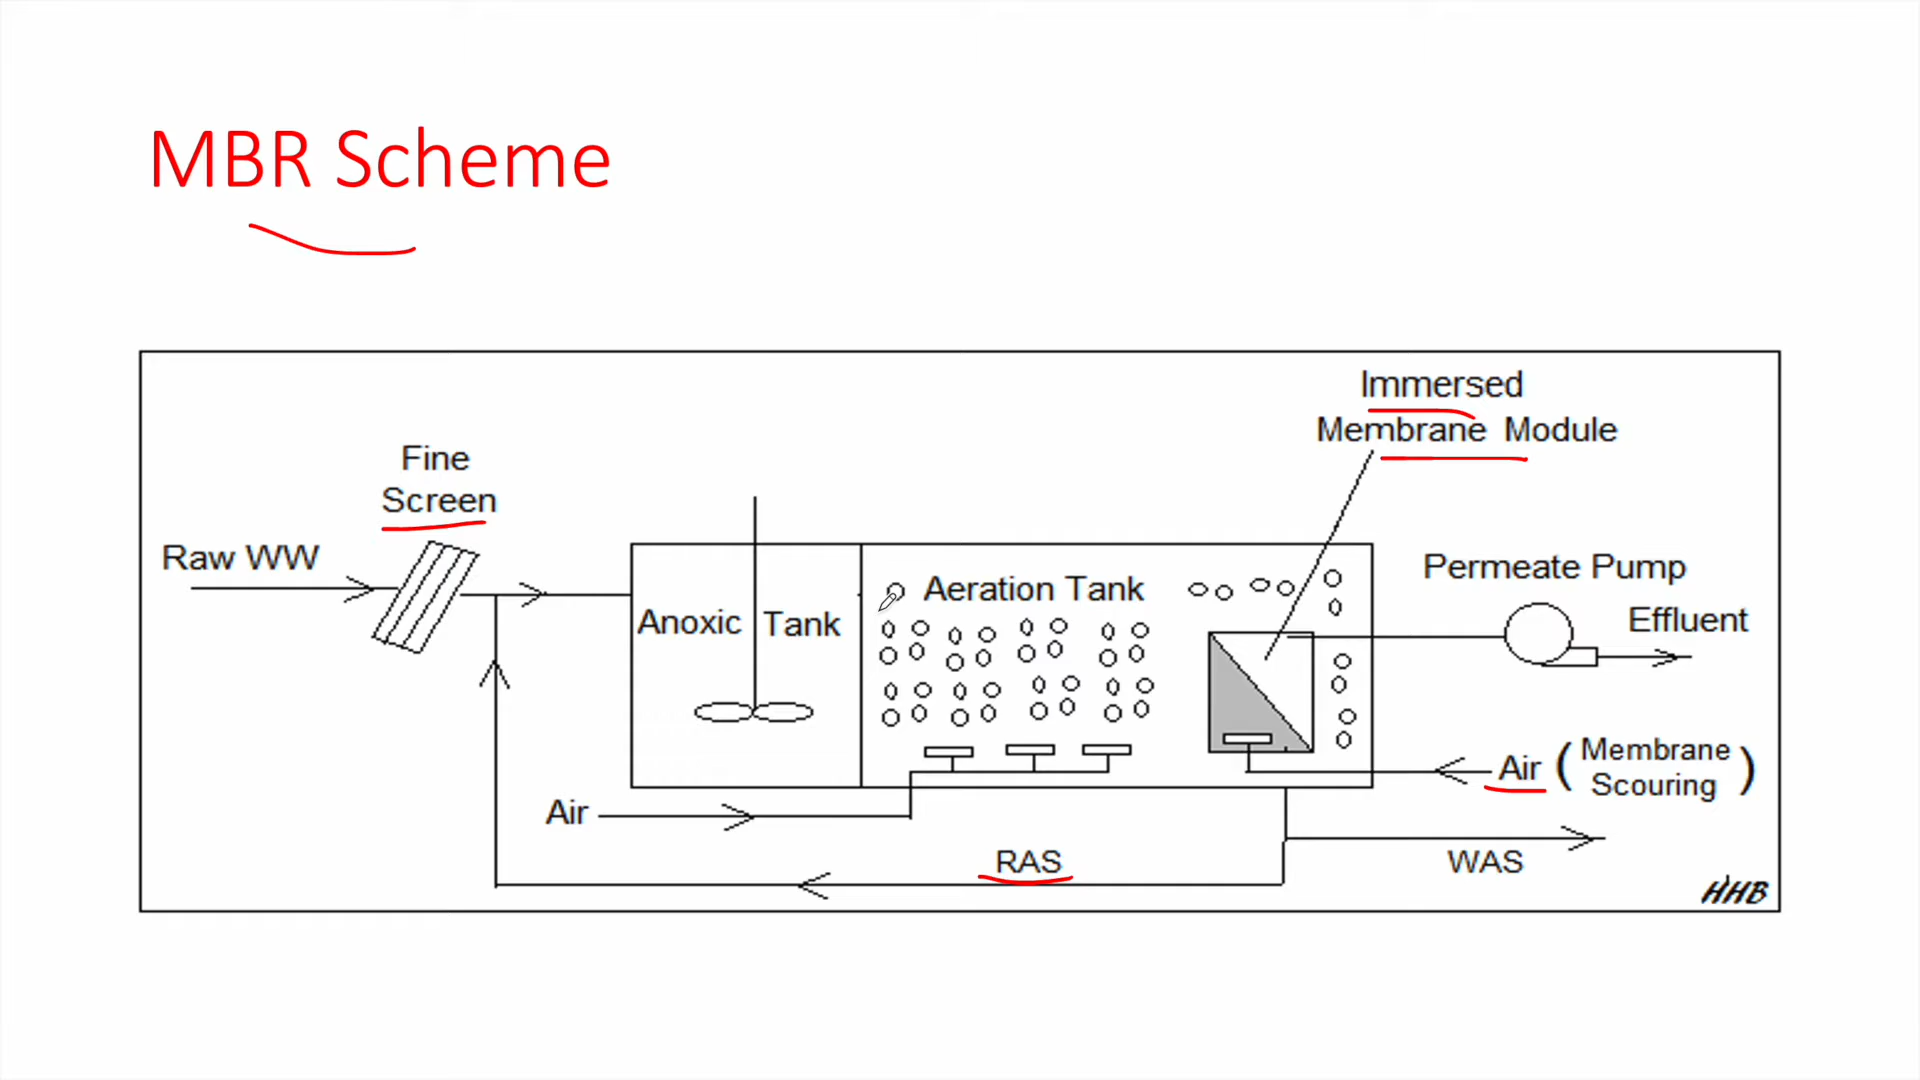 MBR Scheme
Immersed
Membrane Module
Fine
Screen
Raw WW
Permeate Pump
Effluent
Anoxic Tank
Aeration Tank
Air (Membrane
Scouring)
Air
RAS
WAS
HHB